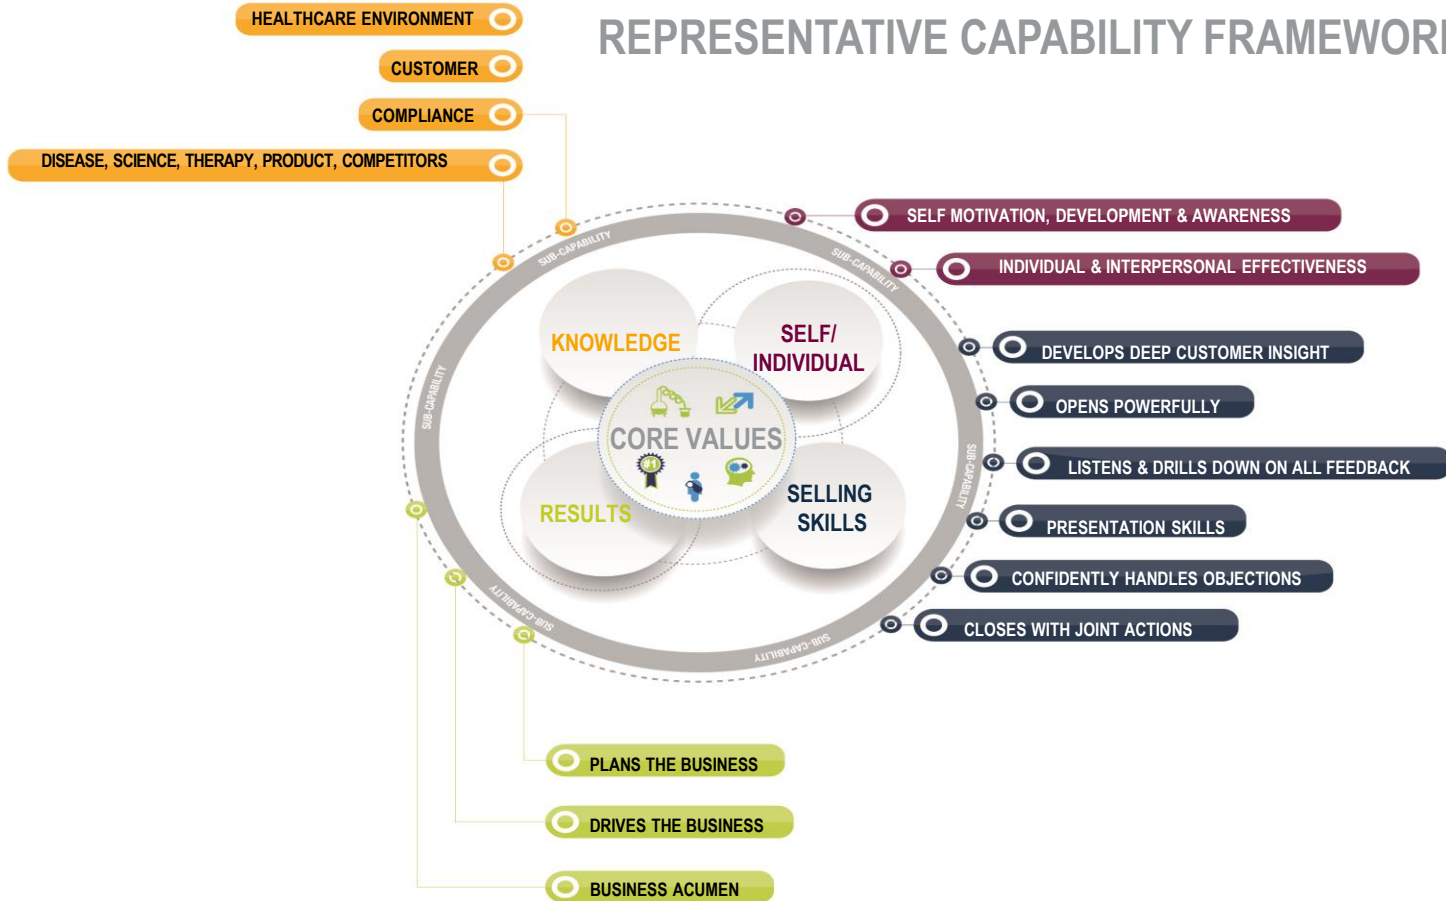 REPRESENTATIVE CAPABILITY FRAMEWORK
HEALTHCARE ENVIRONMENT
CUSTOMER
COMPLIANCE
DISEASE, SCIENCE, THERAPY, PRODUCT, COMPETITORS
SELF MOTIVATION, DEVELOPMENT & AWARENESS
INDIVIDUAL & INTERPERSONAL EFFECTIVENESS
DEVELOPS DEEP CUSTOMER INSIGHT
OPENS POWERFULLY
LISTENS & DRILLS DOWN ON ALL FEEDBACK
PRESENTATION SKILLS
CONFIDENTLY HANDLES OBJECTIONS
CLOSES WITH JOINT ACTIONS
SUB-CAPABILITY
SUB-CAPABILITY
SUB-CAPABILITY
SUB-CAPABILITY
SUB-CAPABILITY
SUB-CAPABILITY
KNOWLEDGE
SELF/
INDIVIDUAL
CORE VALUES
#1
RESULTS
SELLING
SKILLS
PLANS THE BUSINESS
DRIVES THE BUSINESS
BUSINESS ACUMEN